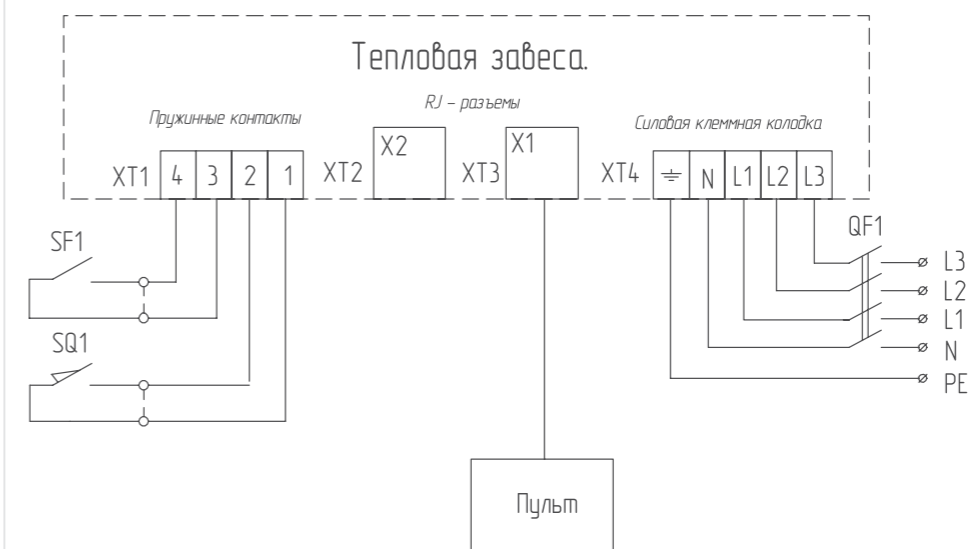 Тепловая завеса.
RJ – разъемы
Пружинные контакты
Силовая клеммная колодка
XT1 4 3 2 1
XT2 X2
XT3 X1
XT4 N L1 L2 L3
SF1
QF1
L3
L2
L1
N
PE
SQ1
Пульт